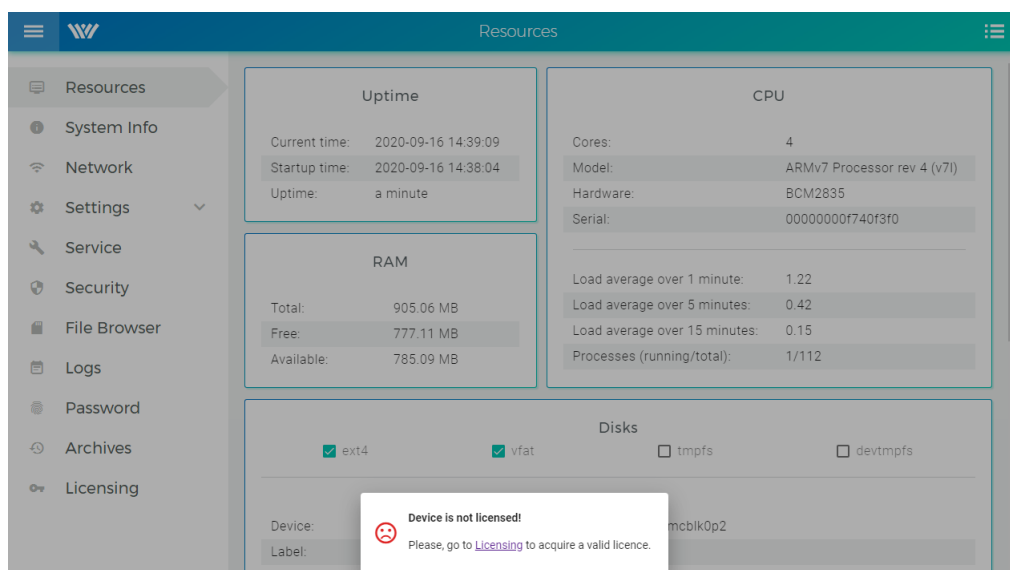 Resources
Resources
System Info
Network
Settings
Service
Security
File Browser
Logs
Password
Archives
Licensing
Uptime
Current time: 2020-09-16 14:39:09
Startup time: 2020-09-16 14:38:04
Uptime: a minute
RAM
Total: 905.06 MB
Free: 777.11 MB
Available: 785.09 MB
CPU
Cores: 4
Model: ARMv7 Processor rev 4 (v7l)
Hardware: BCM2835
Serial: 00000000f740f3f0
Load average over 1 minute: 1.22
Load average over 5 minutes: 0.42
Load average over 15 minutes: 0.15
Processes (running/total): 1/112
Disks
ext4 vfat tmpfs devtmpfs
Device: mcblk0p2
Label:
Device is not licensed!
Please, go to Licensing to acquire a valid licence.